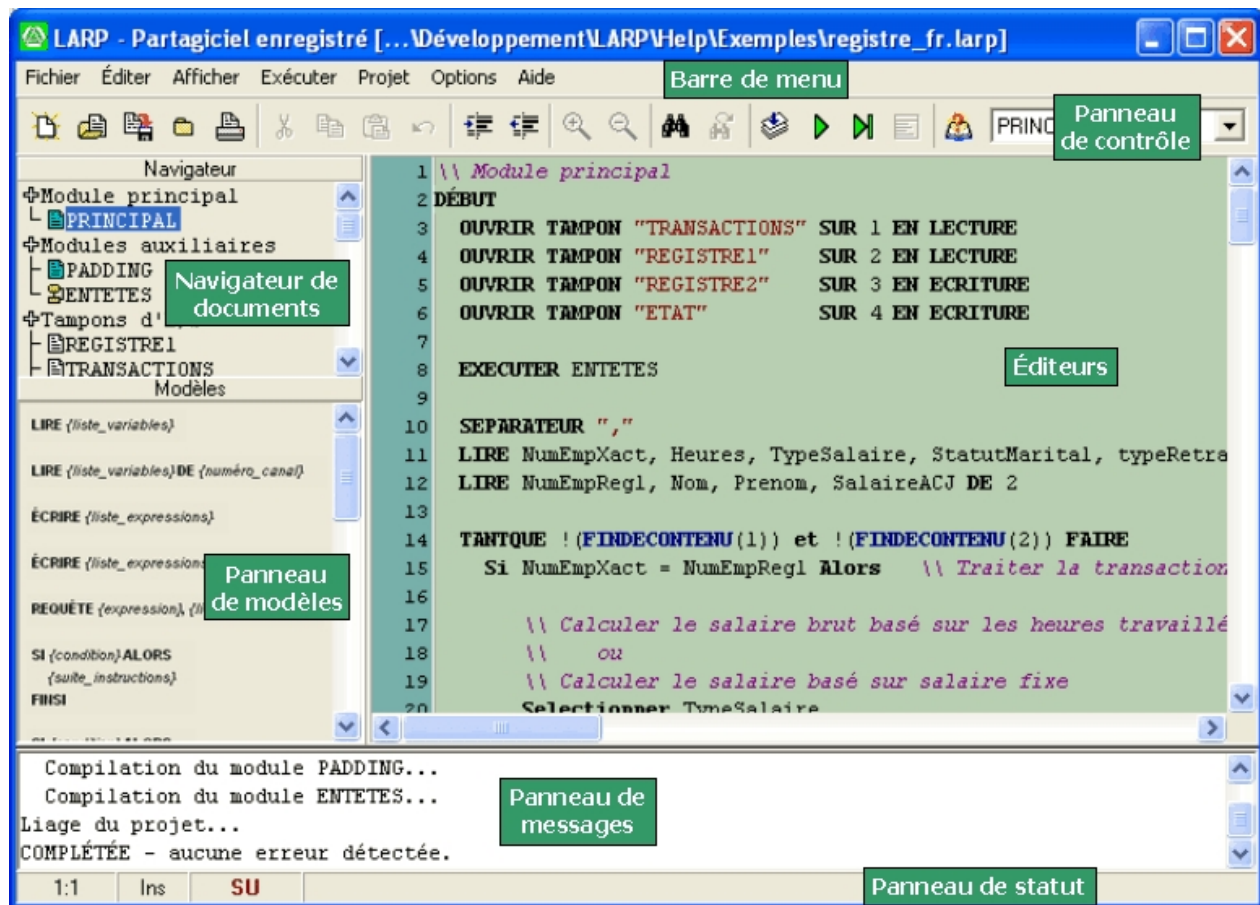 LARP - Partagiciel enregistré [...\Développement\LARP\Help\Exemples\registre_fr.larp]
Fichier Éditer Afficher Exécuter Projet Options Aide
Barre de menu
PRINC
Panneau
de contrôle
Navigateur
Module principal
PRINCIPAL
Modules auxiliaires
PADDING
ENTETES
Tampons d'
REGISTRE1
TRANSACTIONS
Navigateur de
documents
Modèles
LIRE {liste_variables}
LIRE {liste_variables} DE {numéro_canal}
ÉCRIRE {liste_expressions}
ÉCRIRE {liste_expressions
REQUÊTE {expression}, {li
SI {condition} ALORS
{suite_instructions}
FINSI
Panneau
de modèles
1 \\ Module principal
2 DÉBUT
3 OUVRIR TAMPON "TRANSACTIONS" SUR 1 EN LECTURE
4 OUVRIR TAMPON "REGISTRE1" SUR 2 EN LECTURE
5 OUVRIR TAMPON "REGISTRE2" SUR 3 EN ECRITURE
6 OUVRIR TAMPON "ETAT" SUR 4 EN ECRITURE
7
8 EXECUTER ENTETES
9
10 SEPARATEUR ","
11 LIRE NumEmpXact, Heures, TypeSalaire, StatutMarital, typeRetra
12 LIRE NumEmpReg1, Nom, Prenom, SalaireACJ DE 2
13
14 TANTQUE !(FINDECONTENU(1)) et !(FINDECONTENU(2)) FAIRE
15 Si NumEmpXact = NumEmpReg1 Alors \\ Traiter la transaction
16
17 \\ Calculer le salaire brut basé sur les heures travaillé
18 \\ ou
19 \\ Calculer le salaire basé sur salaire fixe
20 Selectionner TypeSalaire
Éditeurs
Compilation du module PADDING...
Compilation du module ENTETES...
Liage du projet...
COMPLÉTÉE - aucune erreur détectée.
Panneau de
messages
1:1 Ins SU
Panneau de statut